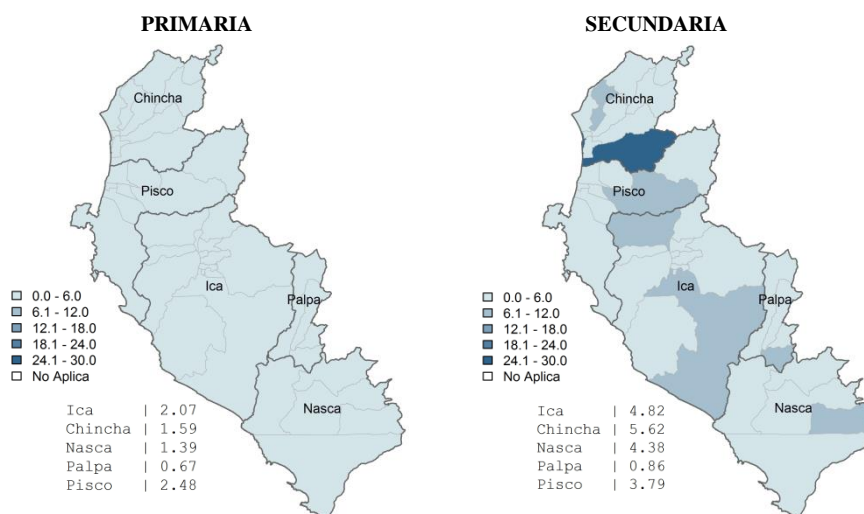 PRIMARIA
Chincha
Pisco
Ica
Palpa
Nasca
0.0 - 6.0
6.1 - 12.0
12.1 - 18.0
18.1 - 24.0
24.1 - 30.0
No Aplica
Ica | 2.07
Chincha | 1.59
Nasca | 1.39
Palpa | 0.67
Pisco | 2.48
SECUNDARIA
Chincha
Pisco
Ica
Palpa
Nasca
0.0 - 6.0
6.1 - 12.0
12.1 - 18.0
18.1 - 24.0
24.1 - 30.0
No Aplica
Ica | 4.82
Chincha | 5.62
Nasca | 4.38
Palpa | 0.86
Pisco | 3.79